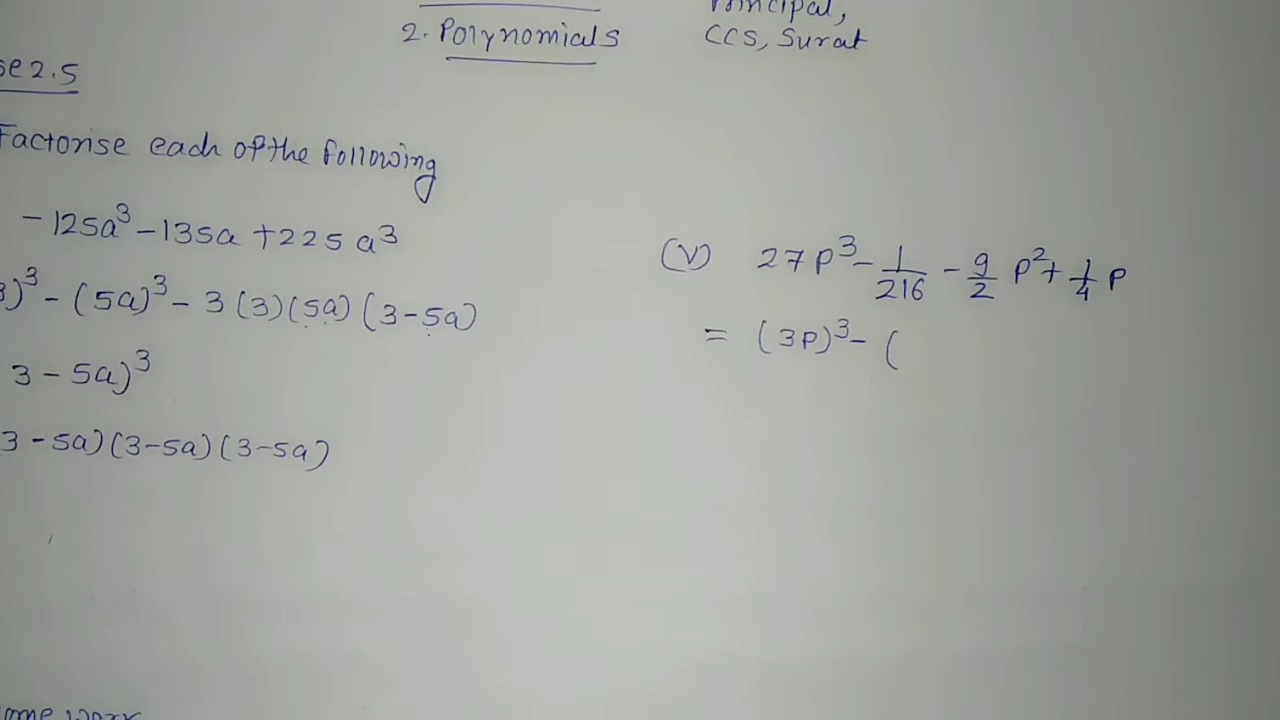 Principal,
2. Polynomials
CCS, Surat
se 2.5
Factorise each of the following
- 125a³ - 135a + 225a³
3)³ - (5a)³ - 3(3)(5a)(3-5a)
3 - 5a)³
3 - 5a)(3-5a)(3-5a)
(V) 27p³ - 1/216 - 9/2 p² + 1/4 p
= (3p)³ - (